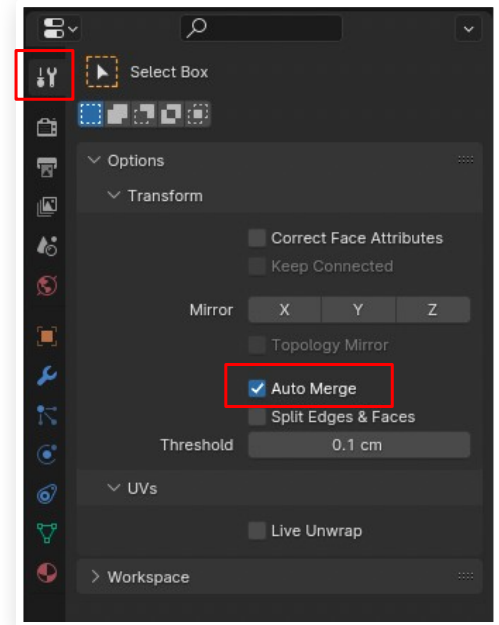 Select Box
Options
Transform
Correct Face Attributes
Keep Connected
Mirror X Y Z
Topology Mirror
Auto Merge
Split Edges & Faces
Threshold 0.1 cm
UVs
Live Unwrap
Workspace